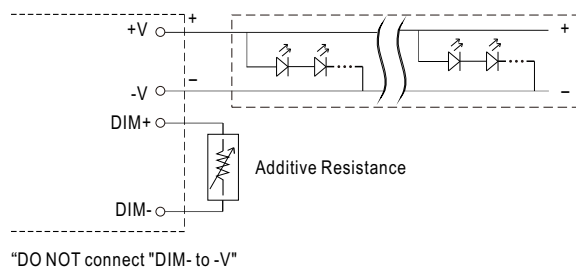 +V + +
-V – –
DIM+
Additive Resistance
DIM-
“DO NOT connect "DIM- to -V"